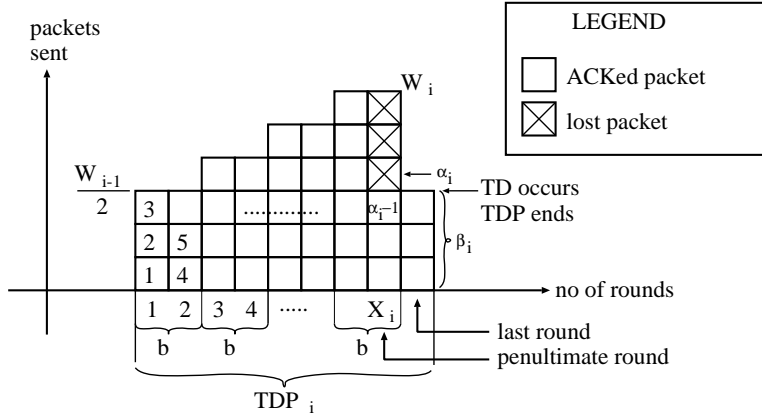 packets
sent
LEGEND
ACKed packet
lost packet
W i
W i-1
2
α i
TD occurs
TDP ends
3
.............
α i−1
2 5
β i
1 4
no of rounds
1 2 3 4 ..... X i
b b b
last round
penultimate round
TDP i